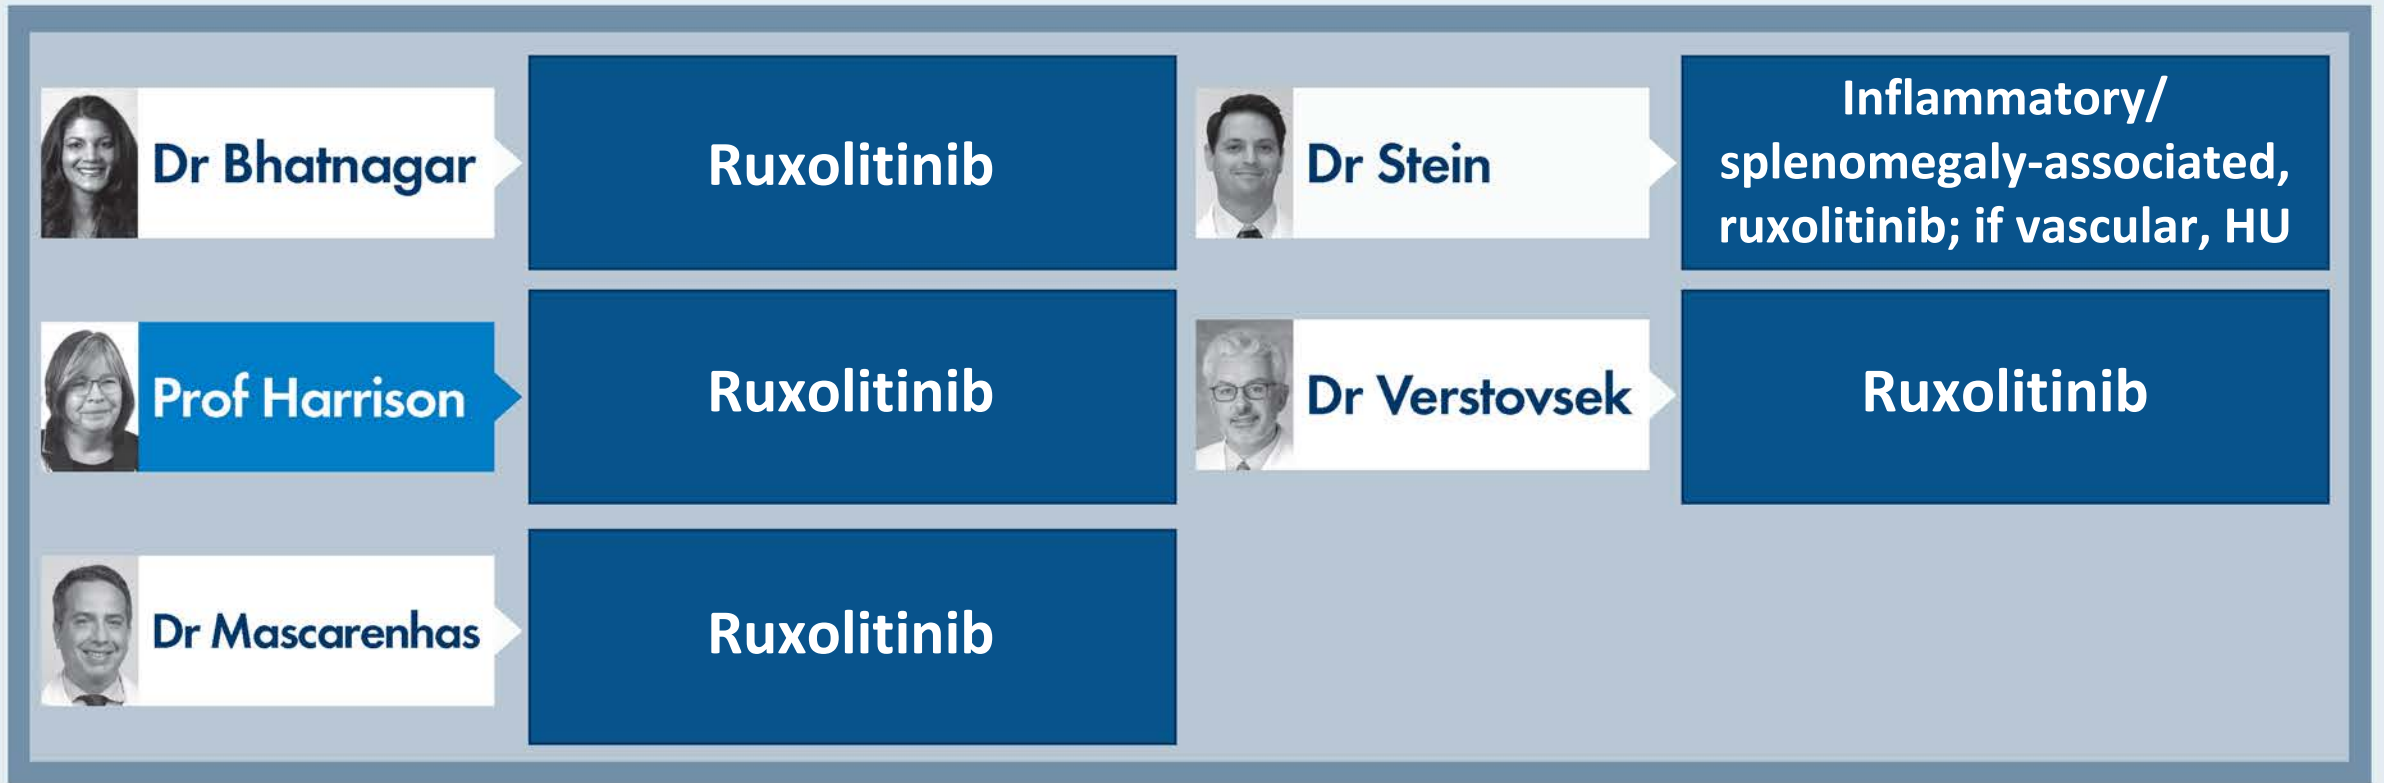 Dr Bhatnagar
Ruxolitinib
Dr Stein
Inflammatory/
splenomegaly-associated,
ruxolitinib; if vascular, HU
Prof Harrison
Ruxolitinib
Dr Verstovsek
Ruxolitinib
Dr Mascarenhas
Ruxolitinib